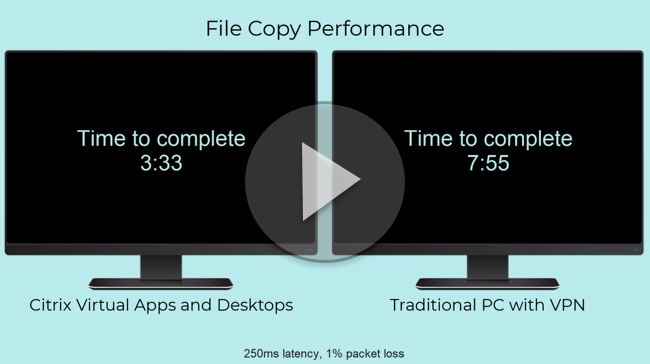 File Copy Performance
Time to complete
3:33
Time to complete
7:55
Citrix Virtual Apps and Desktops
Traditional PC with VPN
250ms latency, 1% packet loss